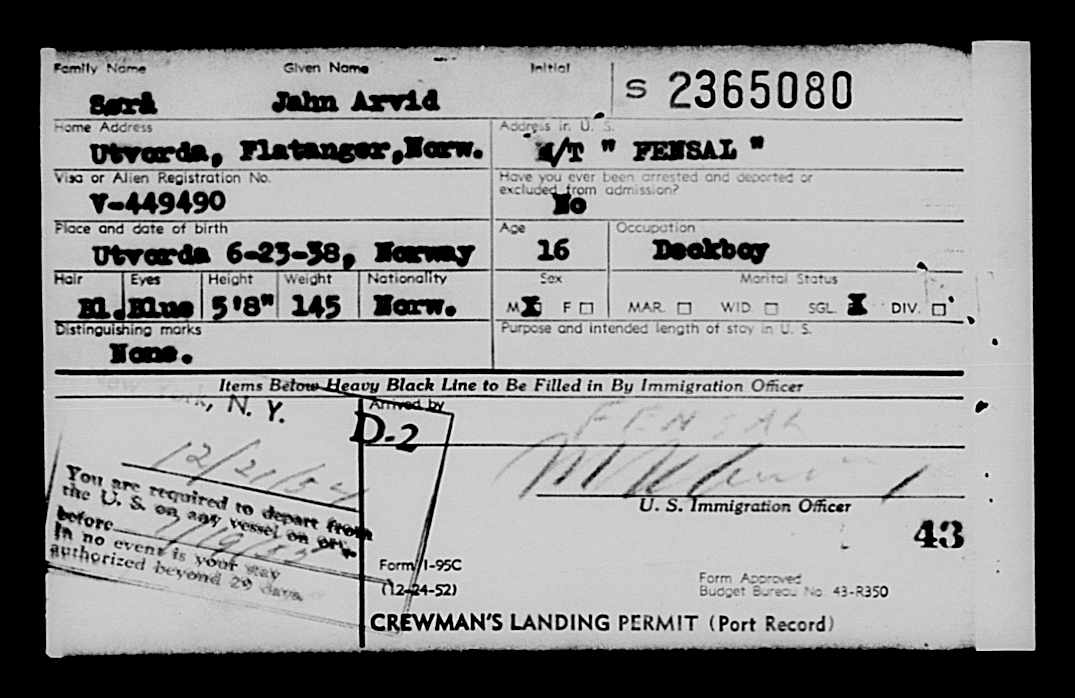 Family Name Given Name Initial
Sørå Jahn Arvid S 2365080
Home Address Address in U. S.
Utvorda, Flatanger, Norw. M/T " FENSAL "
Visa or Alien Registration No. Have you ever been arrested and deported or
excluded from admission?
V-449490 No
Place and date of birth Age Occupation
Utvorda 6-23-38, Norway 16 Deckboy
Hair Eyes Height Weight Nationality Sex Marital Status
Bl. Blue 5'8" 145 Norw. M X F □ MAR. □ WID □ SGL. X DIV. □
Distinguishing marks Purpose and intended length of stay in U. S.
None.
Items Below Heavy Black Line to Be Filled in By Immigration Officer
New York, N. Y. Arrived by FENSAL
D-2
12/21/54
You are required to depart from
the U. S. on any vessel on or
before
In no event is your stay
authorized beyond 29 days.
U. S. Immigration Officer
43
Form I-95C
(12-24-52)
Form Approved
Budget Bureau No. 43-R350
CREWMAN'S LANDING PERMIT (Port Record)